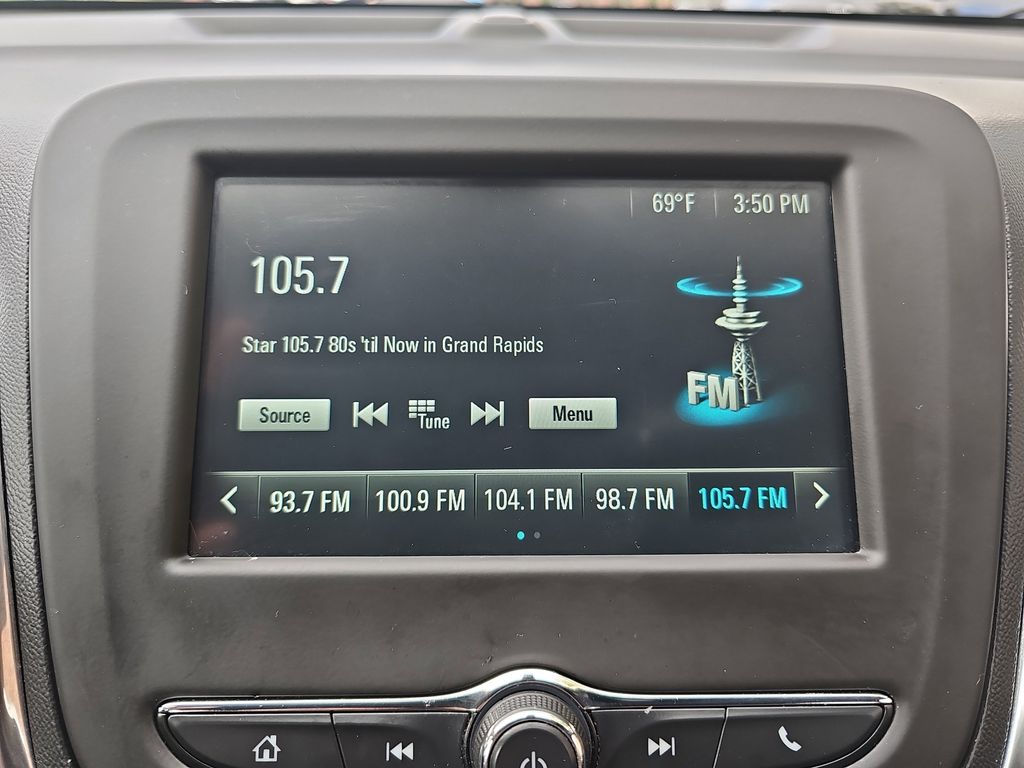 69°F 3:50 PM
105.7
Star 105.7 80s 'til Now in Grand Rapids
FM
Source Tune Menu
93.7 FM 100.9 FM 104.1 FM 98.7 FM 105.7 FM